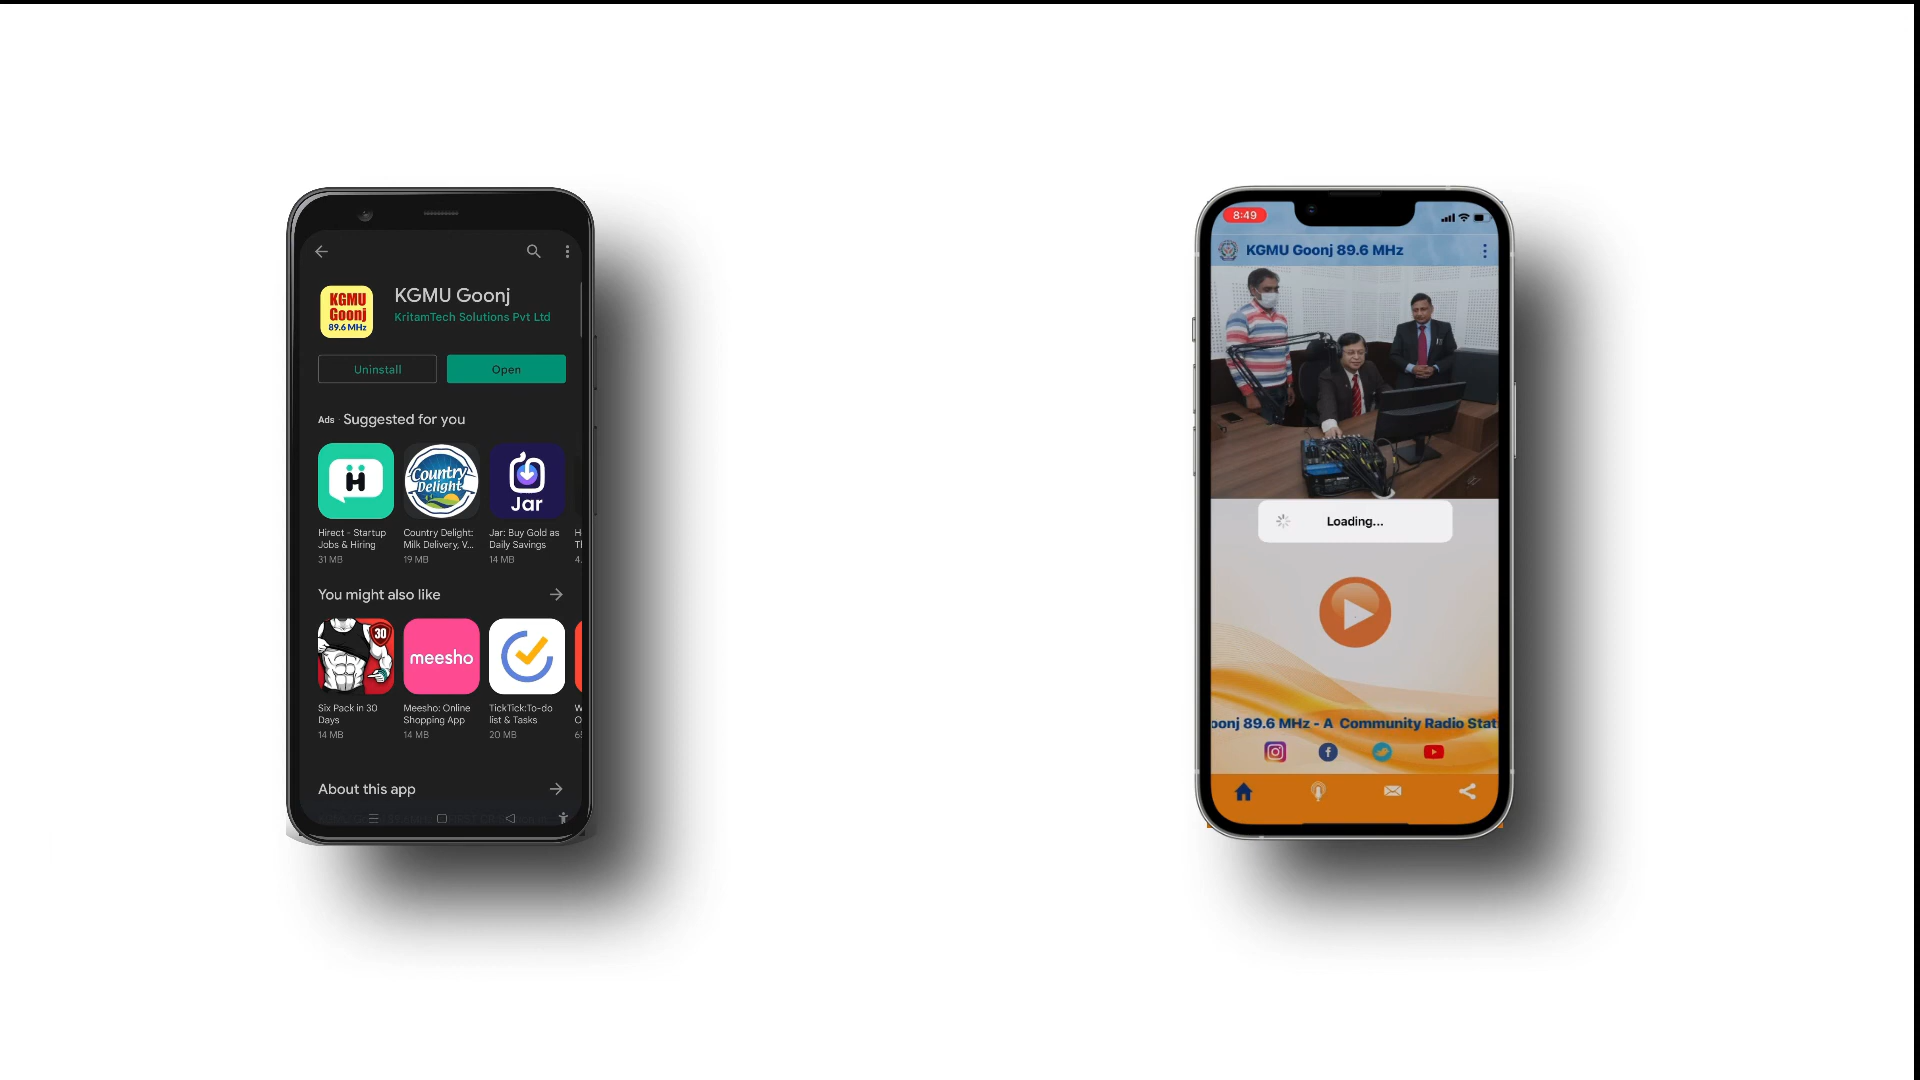 KGMU Goonj
KritamTech Solutions Pvt Ltd
KGMU
Goonj
89.6 MHz
Uninstall
Open
Ads · Suggested for you
H
Country
Delight
Jar
Hirect - Startup
Jobs & Hiring
31 MB
Country Delight:
Milk Delivery, V...
19 MB
Jar: Buy Gold as
Daily Savings
14 MB
H
Th
4.
You might also like
30
meesho
Six Pack in 30
Days
14 MB
Meesho: Online
Shopping App
14 MB
TickTick:To-do
list & Tasks
20 MB
W
O
About this app
8:49
KGMU Goonj 89.6 MHz
Loading...
oonj 89.6 MHz - A Community Radio Stat